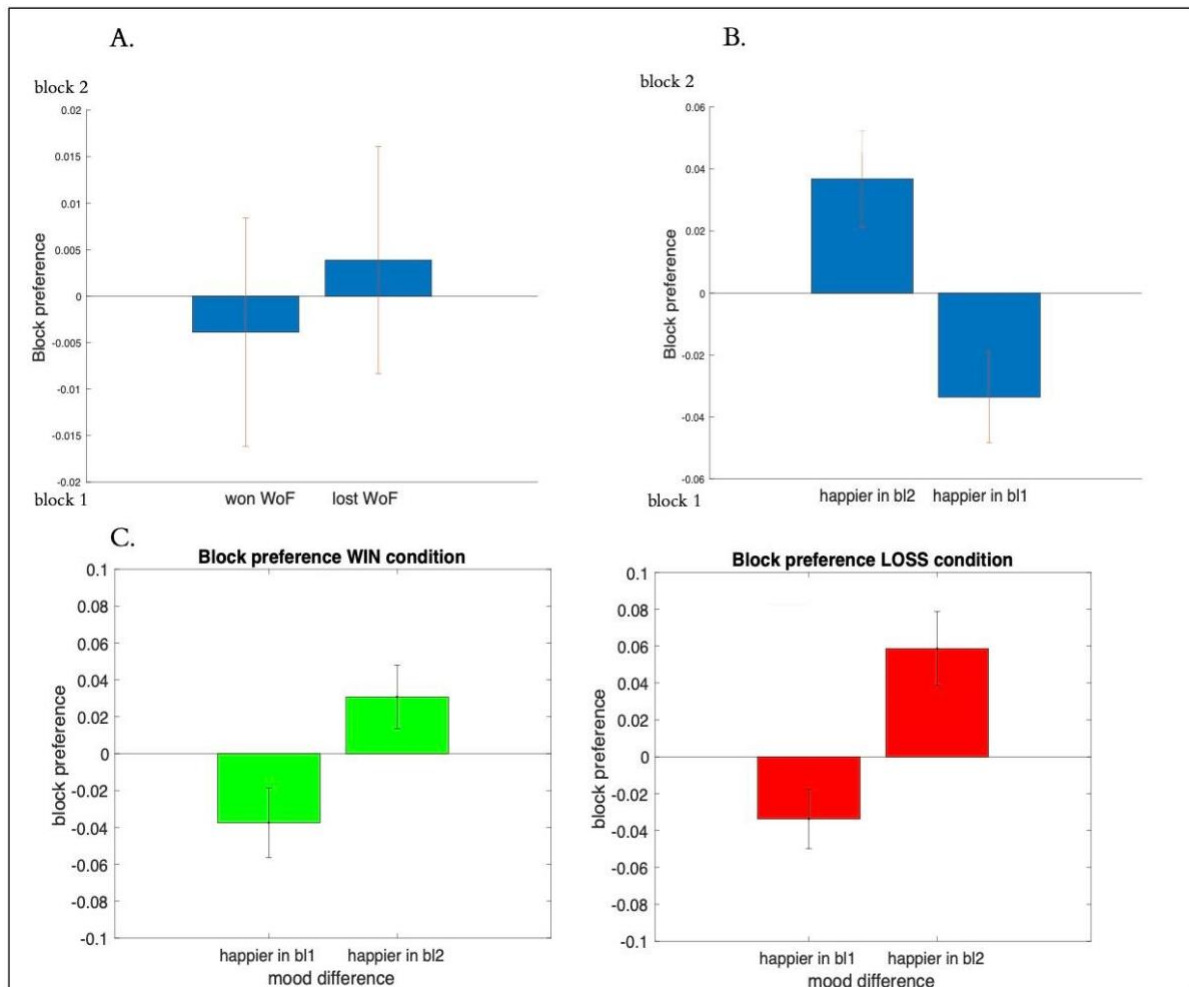 A.
block 2
0.02
0.015
0.01
0.005
0
-0.005
-0.01
-0.015
-0.02
Block preference
block 1
won WoF lost WoF
B.
block 2
0.06
0.04
0.02
0
-0.02
-0.04
-0.06
Block preference
block 1
happier in bl2 happier in bl1
C.
Block preference WIN condition
0.1
0.08
0.06
0.04
0.02
0
-0.02
-0.04
-0.06
-0.08
-0.1
block preference
happier in bl1 happier in bl2
mood difference
Block preference LOSS condition
0.1
0.08
0.06
0.04
0.02
0
-0.02
-0.04
-0.06
-0.08
-0.1
block preference
happier in bl1 happier in bl2
mood difference